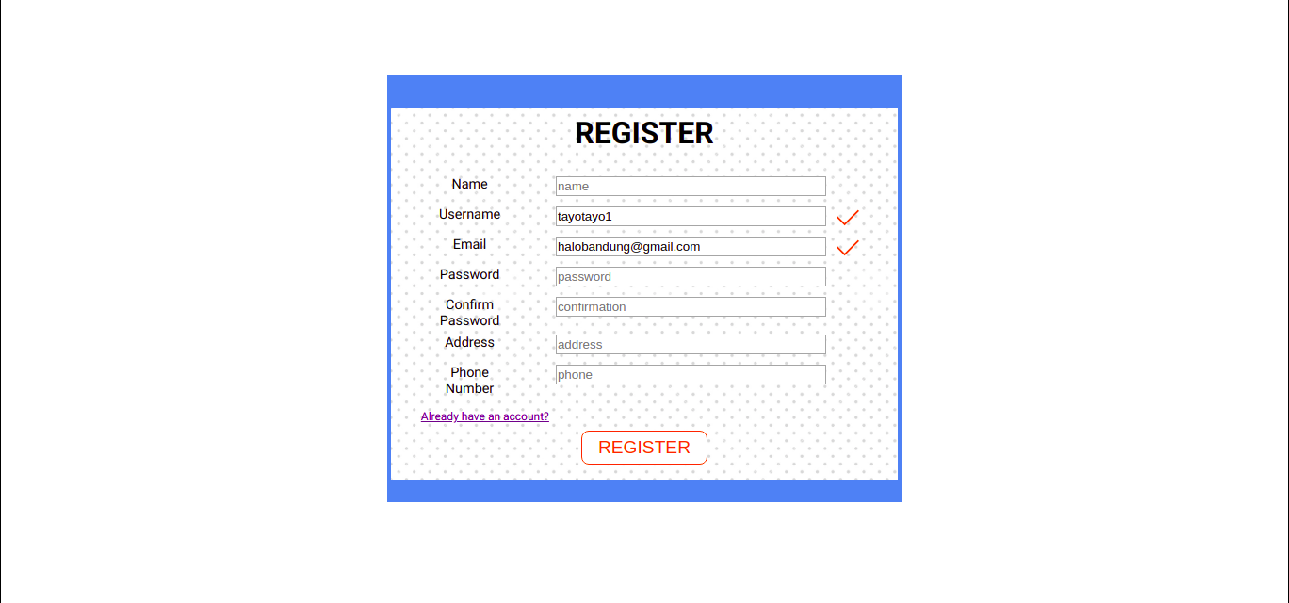 REGISTER
Name name
Username tayotayo1
Email halobandung@gmail.com
Password password
Confirm Password confirmation
Address address
Phone Number phone
Already have an account?
REGISTER